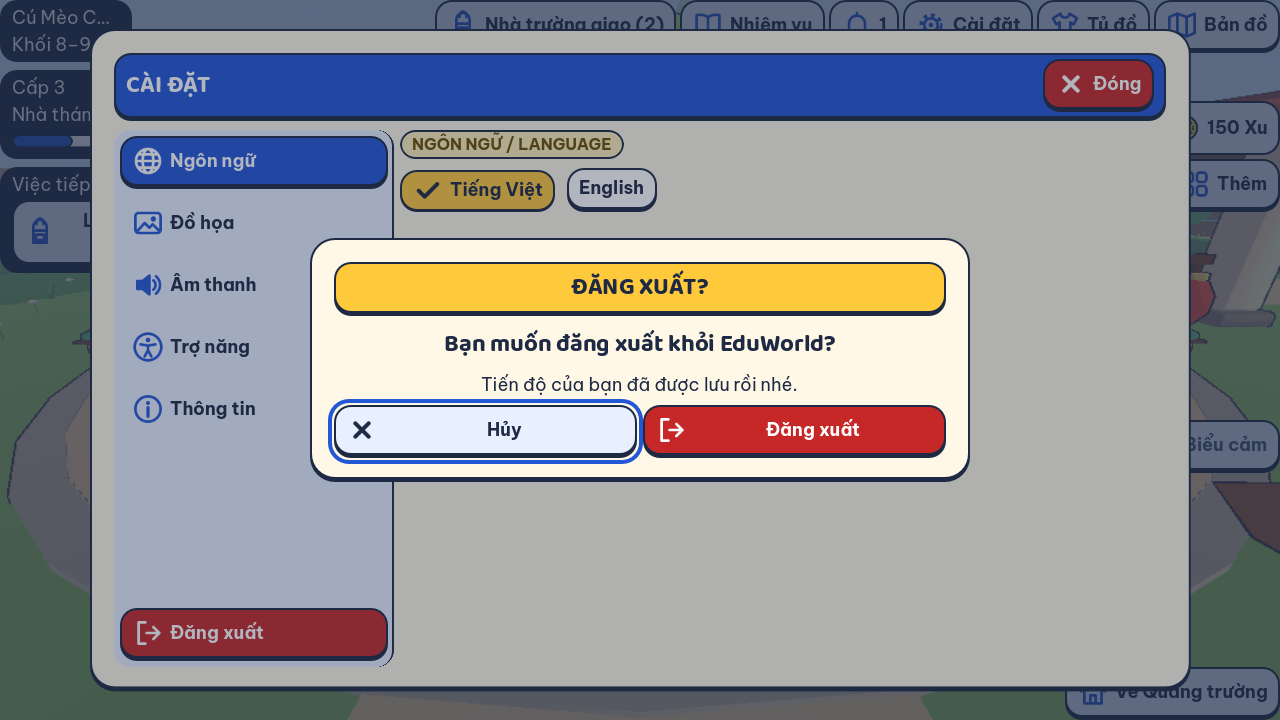 Cú Mèo C...
Khối 8–9
Nhà trường giao (2)
Nhiệm vụ
1
Cài đặt
Tủ đồ
Bản đồ
Cấp 3
CÀI ĐẶT
Đóng
150 Xu
Thêm
Việc tiếp
Ngôn ngữ
Đồ họa
Âm thanh
Trợ năng
Thông tin
Đăng xuất
NGÔN NGỮ / LANGUAGE
Tiếng Việt
English
ĐĂNG XUẤT?
Bạn muốn đăng xuất khỏi EduWorld?
Tiến độ của bạn đã được lưu rồi nhé.
Hủy
Đăng xuất
Biểu cảm
Về Quảng trường